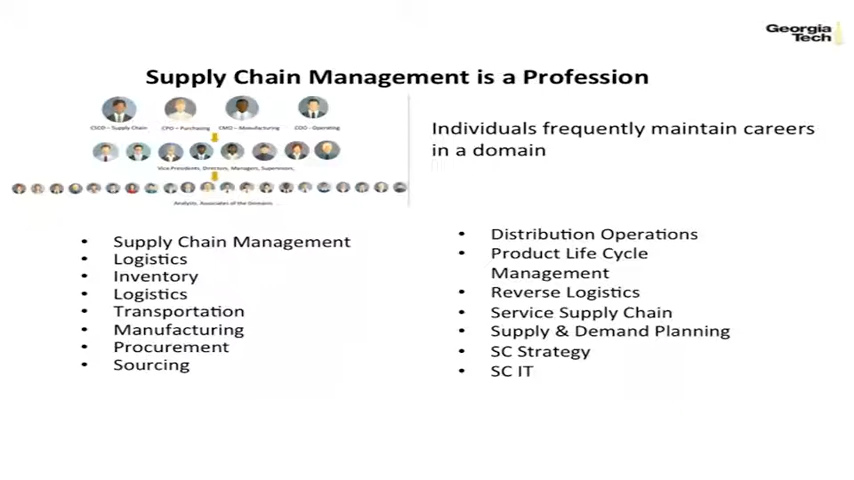 Georgia
Tech
Supply Chain Management is a Profession
CSCO – Supply Chain
CPO – Purchasing
CMO – Manufacturing
COO - Operating
Vice Presidents, Directors, Managers, Supervisors,
Analysts, Associates of the Domains
Individuals frequently maintain careers
in a domain
• Supply Chain Management
• Logistics
• Inventory
• Logistics
• Transportation
• Manufacturing
• Procurement
• Sourcing
• Distribution Operations
• Product Life Cycle
Management
• Reverse Logistics
• Service Supply Chain
• Supply & Demand Planning
• SC Strategy
• SC IT